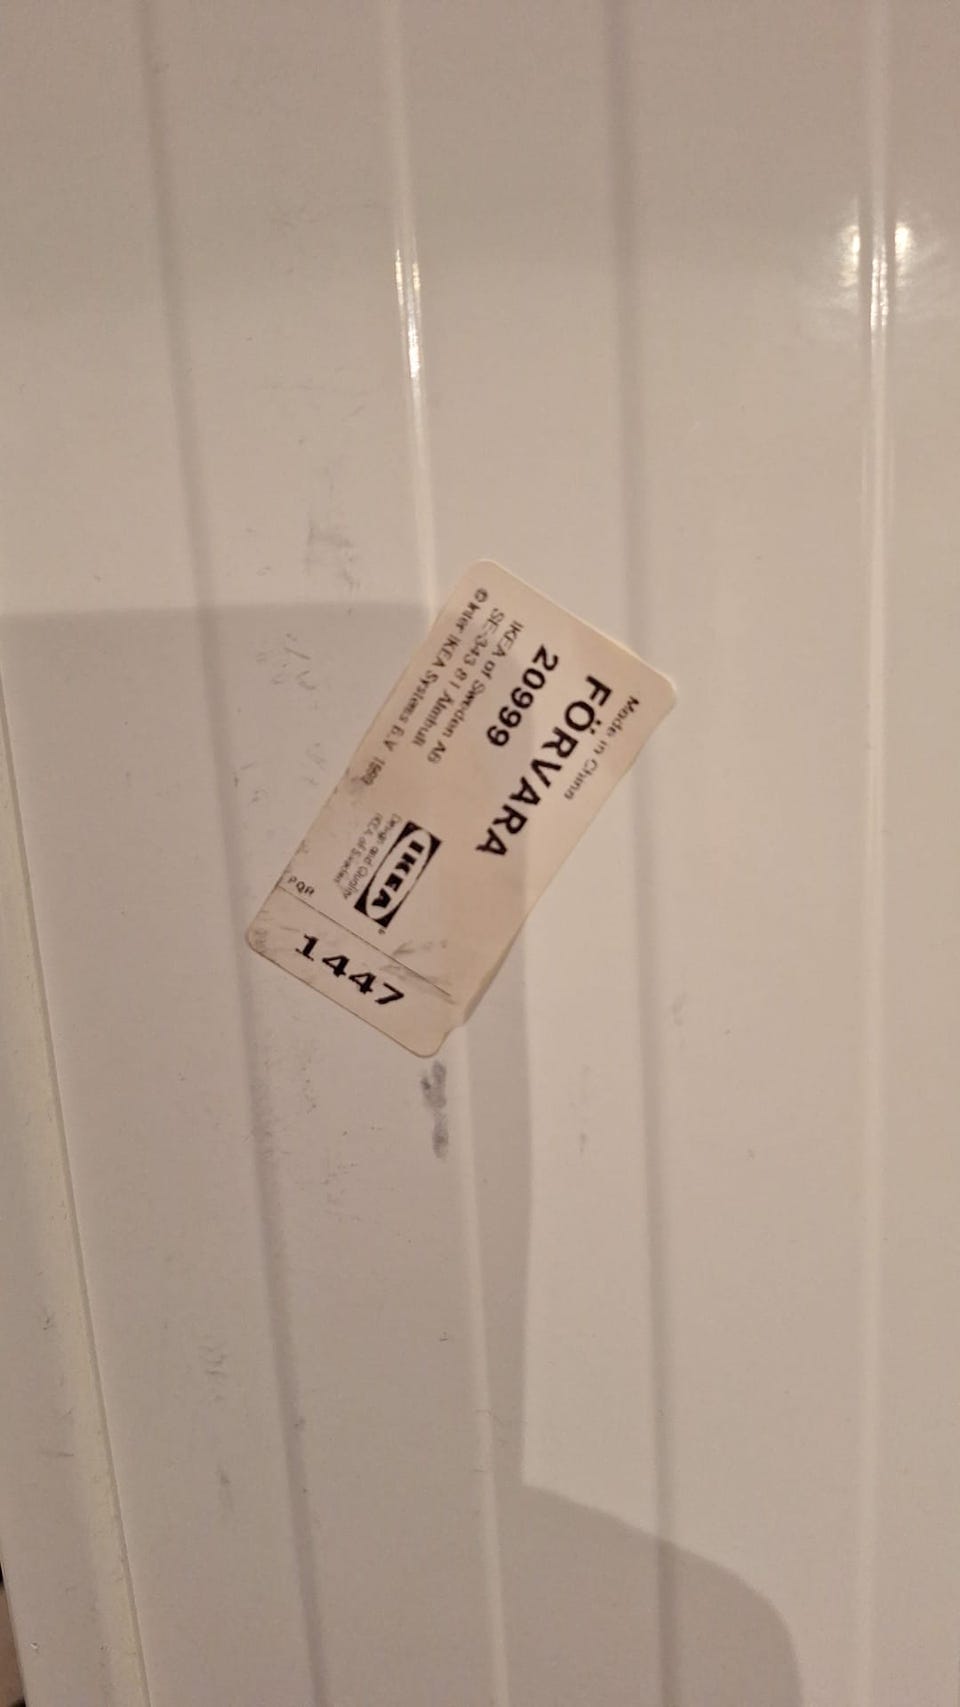 Made in China
FÖRVARA
20999
IKEA of Sweden AB
SE-343 81 Älmhult
© Inter IKEA Systems B.V. 1999
IKEA®
Design and Quality
IKEA of Sweden
PQR
1447